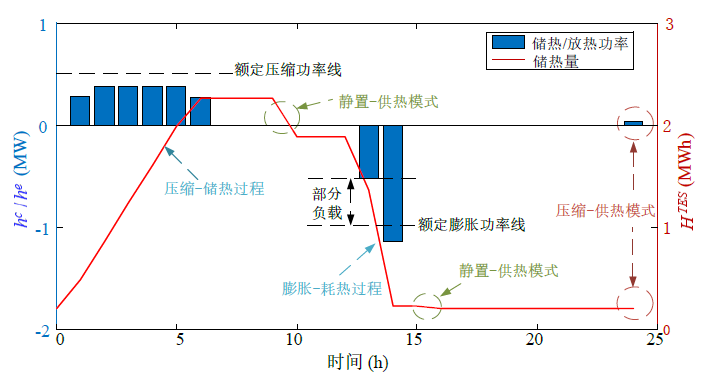 1
0
-1
-2
hᶜ / hᵉ (MW)
额定压缩功率线
储热/放热功率
储热量
静置-供热模式
压缩-储热过程
部分
负载
额定膨胀功率线
压缩-供热模式
膨胀-耗热过程
静置-供热模式
3
2
1
0
Hᵀᴱˢ (MWh)
0
5
10
15
20
25
时间 (h)